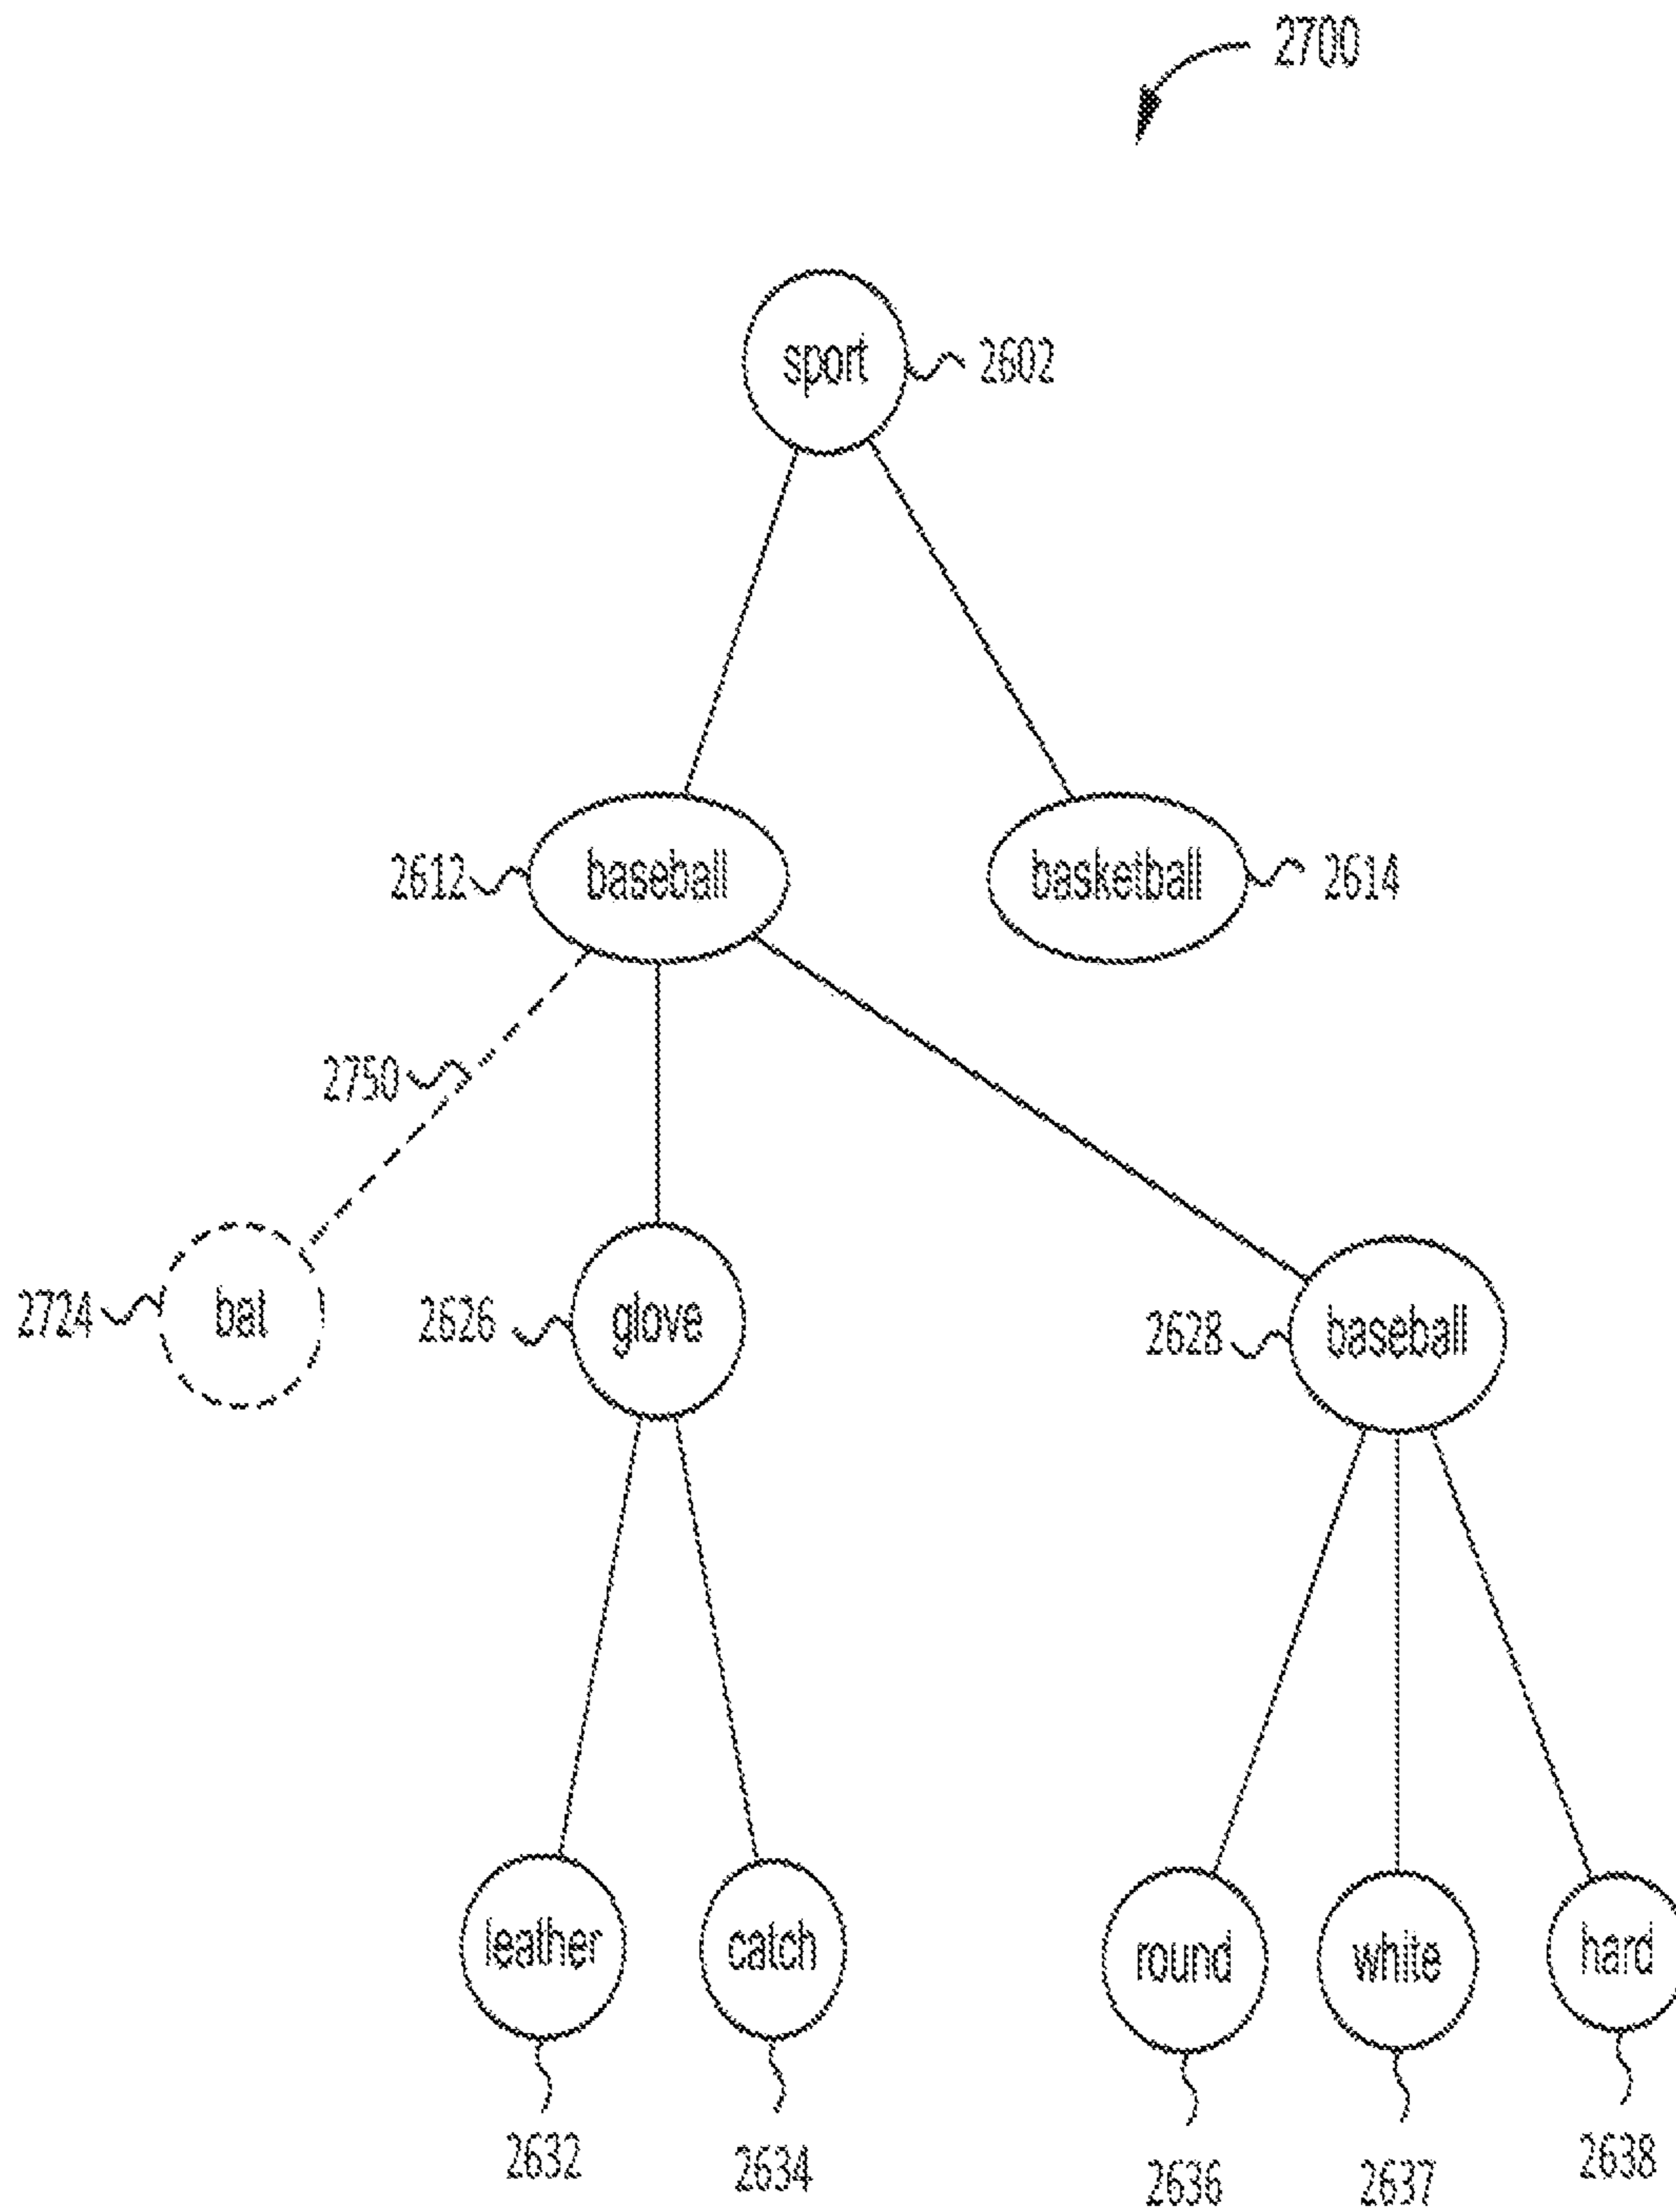 2700
sport 2602
2612 baseball basketball 2614
2750
2724 bat 2626 glove 2628 baseball
leather catch round white hard
2632 2634 2636 2637 2638